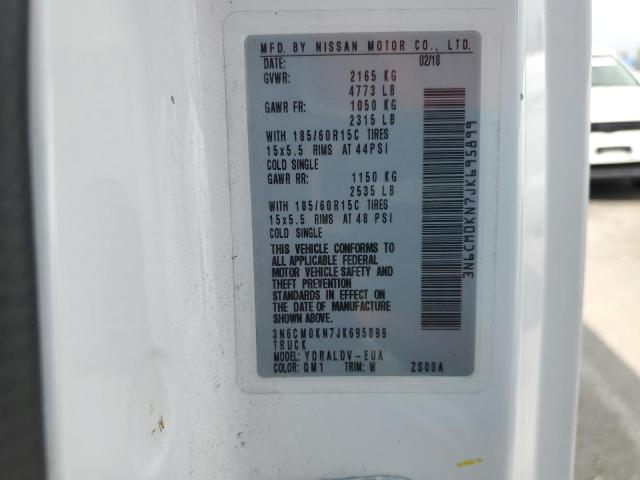 MFD. BY NISSAN MOTOR CO., LTD.
DATE: 02/18
GVWR: 2165 KG
4773 LB
GAWR FR: 1050 KG
2315 LB
WITH 185/60R15C TIRES
15x5.5 RIMS AT 44PSI
COLD SINGLE
GAWR RR: 1150 KG
2535 LB
WITH 185/60R15C TIRES
15x5.5 RIMS AT 48 PSI
COLD SINGLE
THIS VEHICLE CONFORMS TO
ALL APPLICABLE FEDERAL
MOTOR VEHICLE SAFETY AND
THEFT PREVENTION
STANDARDS IN EFFECT ON
THE DATE OF MANUFACTURE
SHOWN ABOVE.
3N6CM0KN7JK695899
TRUCK
MODEL: YDRALDV-EUA
COLOR: QM1 TRIM: W ZS00A
3N6CM0KN7JK695899